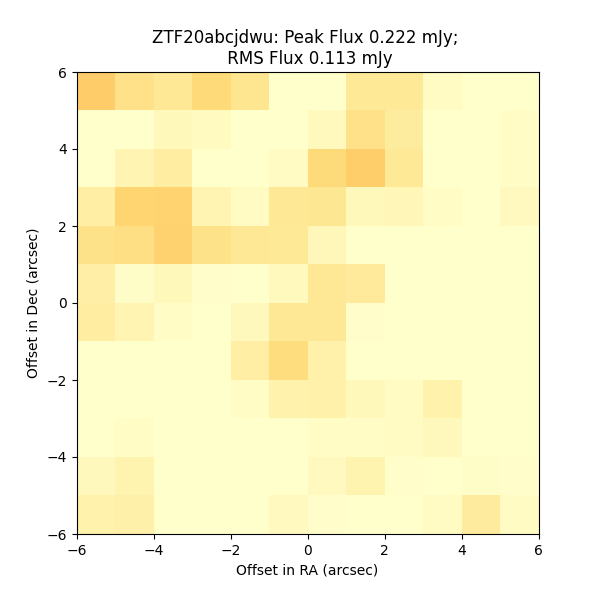 ZTF20abcjdwu: Peak Flux 0.222 mJy;
RMS Flux 0.113 mJy
6
4
2
0
−2
−4
−6
Offset in Dec (arcsec)
−6 −4 −2 0 2 4 6
Offset in RA (arcsec)